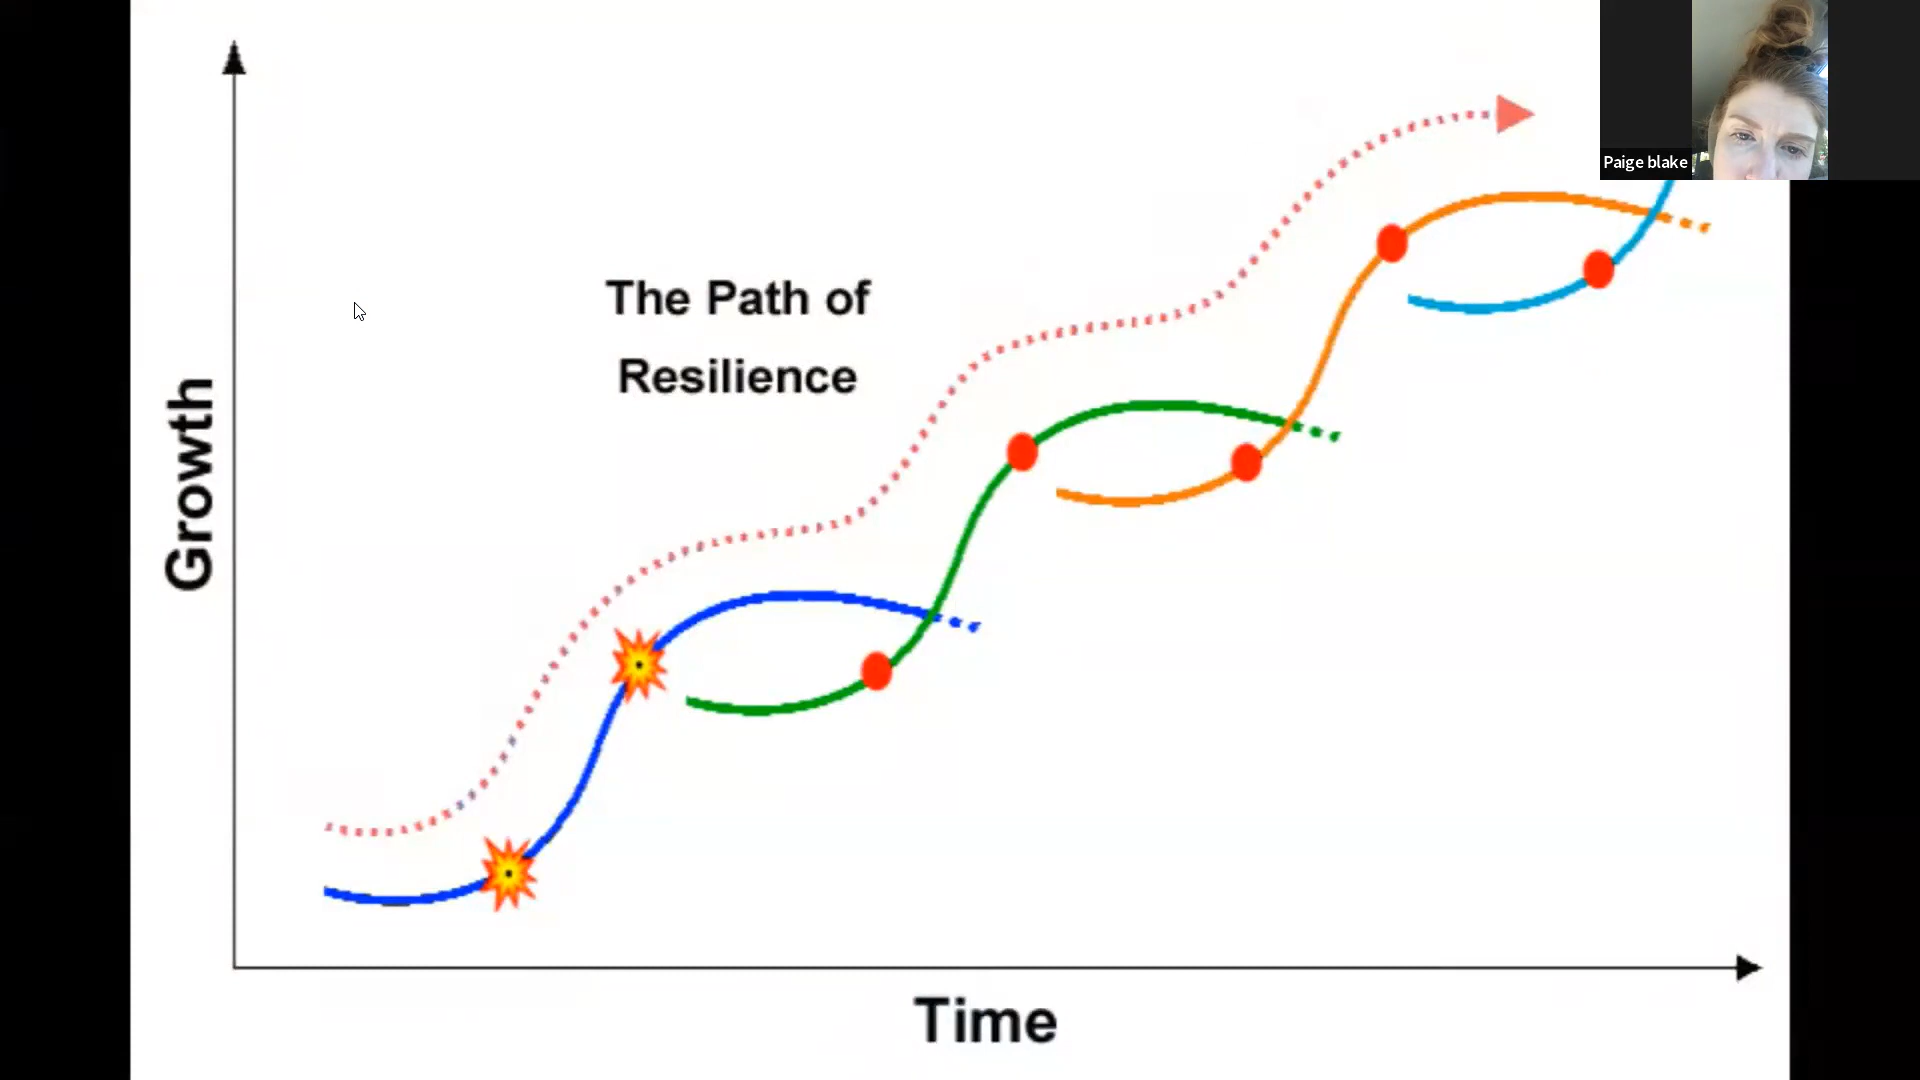 Paige blake
The Path of
Resilience
Growth
Time